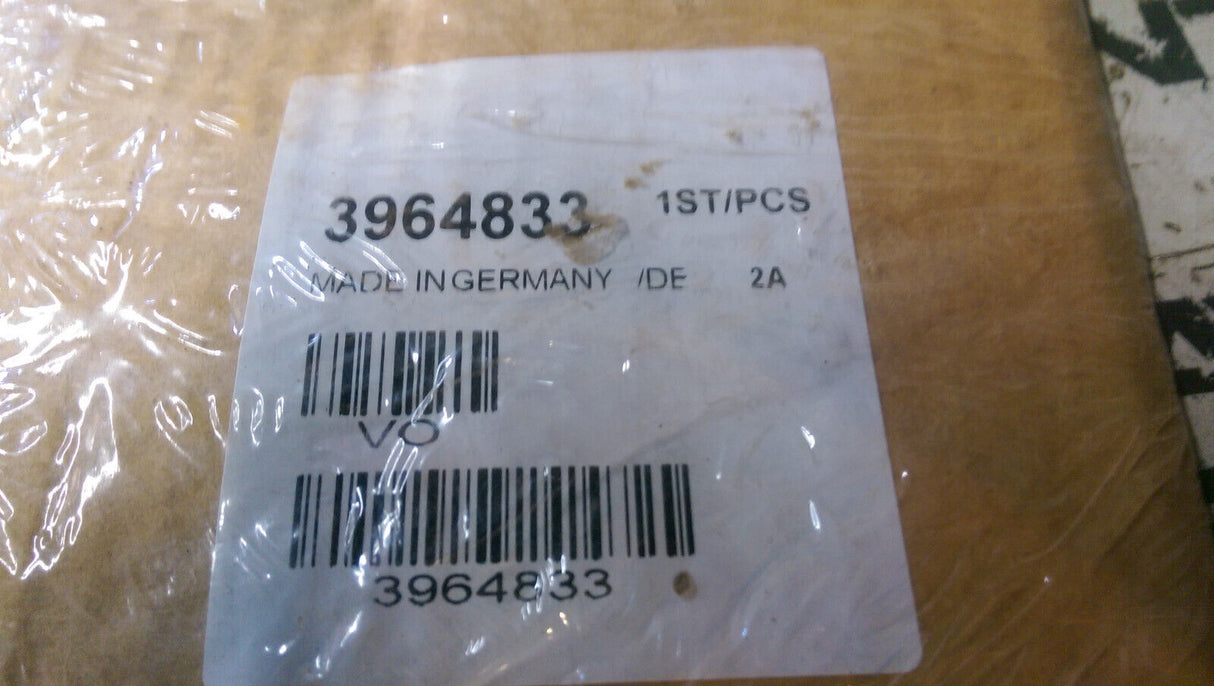 3964833 1ST/PCS
MADE IN GERMANY /DE 2A
VO
3964833